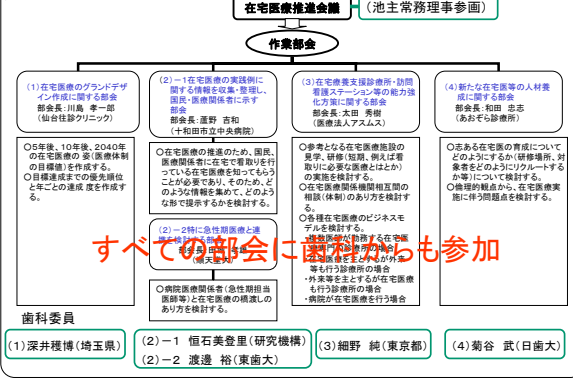 在宅医療推進会議
(池主常務理事参画)
作業部会
(1)在宅医療のグランドデザ
イン作成に関する部会
部会長:川島 孝一郎
(仙台往診クリニック)
○5年後、10年後、2040年
の在宅医療の 姿(医療体制
の目標値)を作成する。
○目標達成までの優先順位
と年ごとの達成 度を作成す
る。
(2)-1在宅医療の実践例に
関する情報を収集・整理し、
国民・医療関係者に示す
部会
部会長:蘆野 吉和
(十和田市立中央病院)
○在宅医療の推進のため、国民、
医療関係者に在宅で看取りを行
っている在宅医療を知ってもらう
ことが必要であり、そのため、ど
のような情報を集めて、どのよう
な形で提示するかを検討する。
(2)-2特に急性期医療と連
携を検討する部会
○病院医療関係者(急性期担当
医師等)と在宅医療の橋渡しの
あり方を検討する。
(3)在宅療養支援診療所・訪問
看護ステーション等の能力強
化方策に関する部会
部会長:太田 秀樹
(医療法人アスムス)
○参考となる在宅医療施設の
見学、研修(短期、例えば看
取りに必要な医療とはとか)
の実施を検討する。
○在宅医療関係機関相互間の
相談(体制)のあり方を検討す
る。
○各種在宅医療のビジネスモ
デルを検討する。
・複数医師が勤務する在宅医
療専門の診療所の場合
・在宅医療を主とするが外来
等も行う診療所の場合
・外来等を主とするが在宅医療
も行う診療所の場合
・病院が在宅医療を行う場合
(4)新たな在宅医等の人材養
成に関する部会
部会長:和田 忠志
(あおぞら診療所)
○志ある在宅医の育成について
どのようにするか(研修場所、対
象者をどのようにリクルートする
か等)について検討する。
○倫理的観点から、在宅医療実
施に伴う問題点を検討する。
すべての部会に歯科からも参加
歯科委員
(1)深井穫博(埼玉県)
(2)-1 恒石美登里(研究機構)
(2)-2 渡邊 裕(東歯大)
(3)細野 純(東京都)
(4)菊谷 武(日歯大)